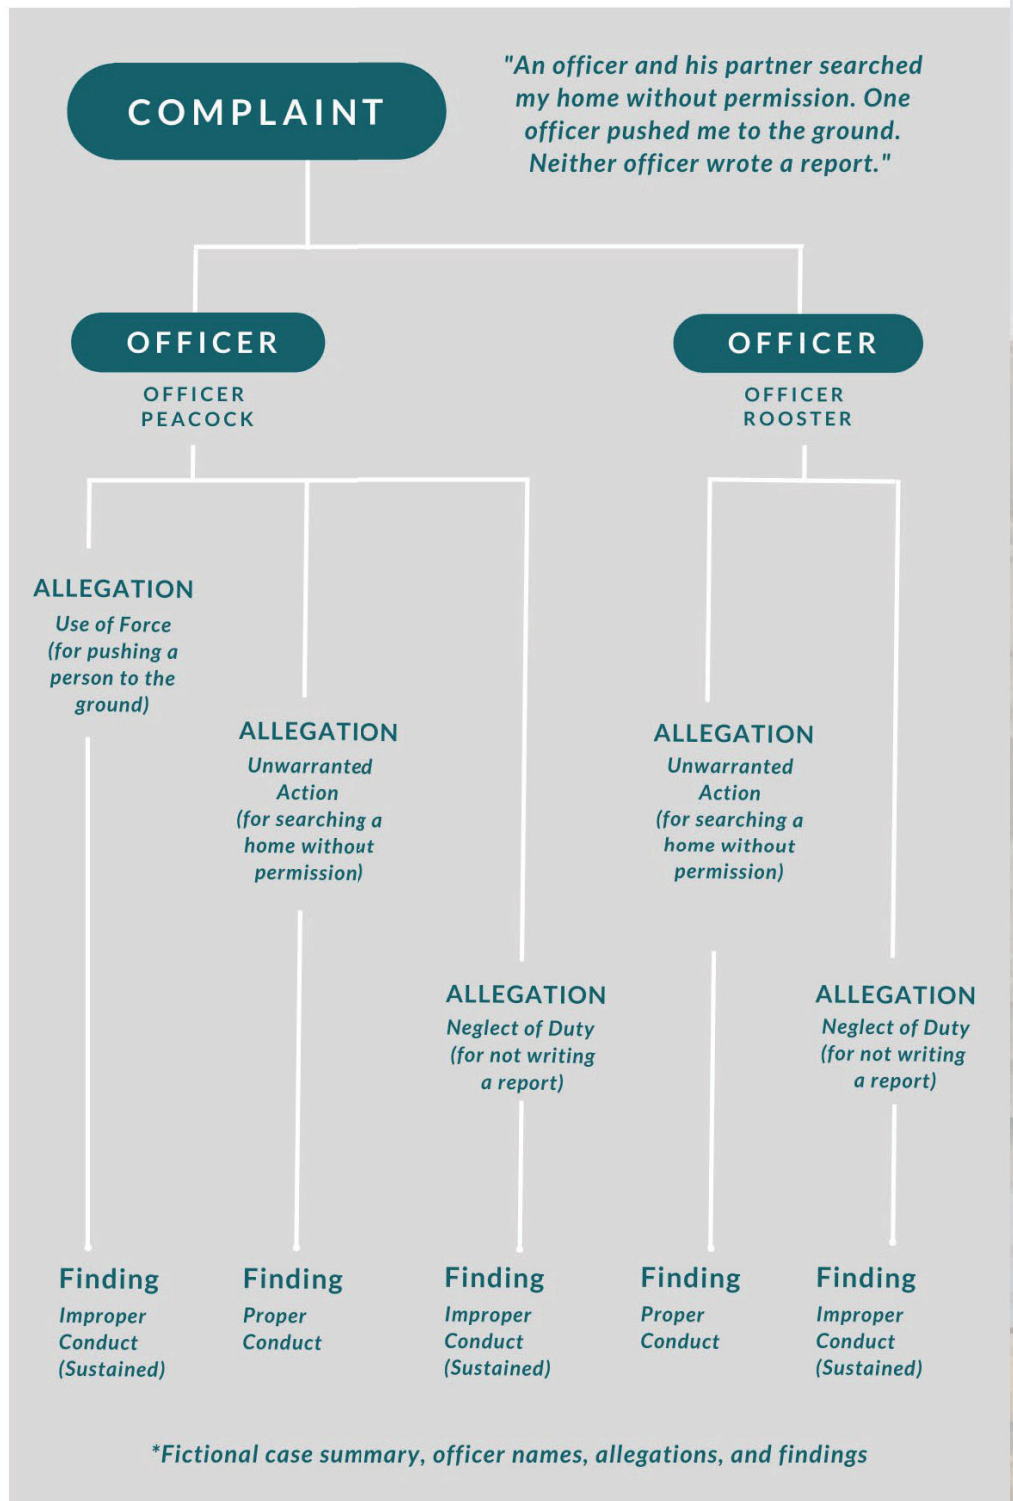 COMPLAINT
"An officer and his partner searched
my home without permission. One
officer pushed me to the ground.
Neither officer wrote a report."
OFFICER
OFFICER
PEACOCK
OFFICER
OFFICER
ROOSTER
ALLEGATION
Use of Force
(for pushing a
person to the
ground)
ALLEGATION
Unwarranted
Action
(for searching a
home without
permission)
ALLEGATION
Neglect of Duty
(for not writing
a report)
ALLEGATION
Unwarranted
Action
(for searching a
home without
permission)
ALLEGATION
Neglect of Duty
(for not writing
a report)
Finding
Improper
Conduct
(Sustained)
Finding
Proper
Conduct
Finding
Improper
Conduct
(Sustained)
Finding
Proper
Conduct
Finding
Improper
Conduct
(Sustained)
*Fictional case summary, officer names, allegations, and findings